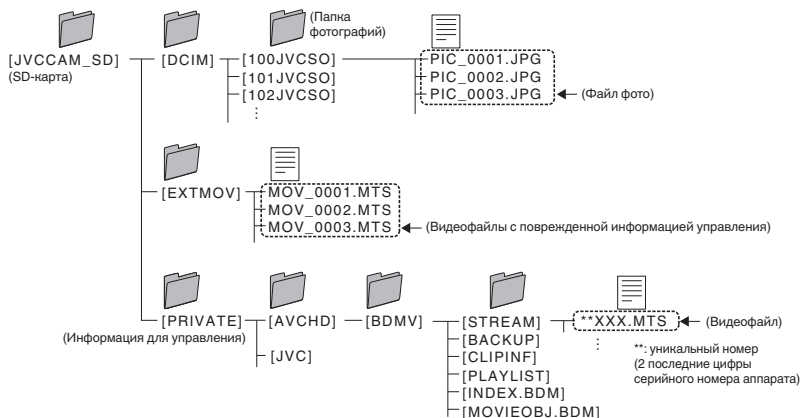 (Папка
фотографий)
[JVCCAM_SD] [DCIM] [100JVCSO] PIC_0001.JPG
(SD-карта) [101JVCSO] PIC_0002.JPG
[102JVCSO] PIC_0003.JPG (Файл фото)
[EXTMOV] MOV_0001.MTS
MOV_0002.MTS
MOV_0003.MTS (Видеофайлы с поврежденной информацией управления)
[PRIVATE] [AVCHD] [BDMV] [STREAM] **XXX.MTS (Видеофайл)
(Информация для управления) [BACKUP]
[JVC] [CLIPINF]
[PLAYLIST]
[INDEX.BDM]
[MOVIEOBJ.BDM]
**: уникальный номер
(2 последние цифры
серийного номера аппарата)